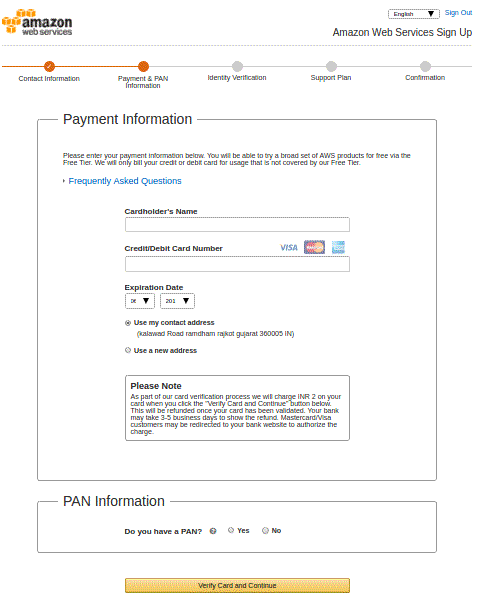 English
Sign Out
amazon
web services
Amazon Web Services Sign Up
Contact Information
Payment & PAN
Information
Identity Verification
Support Plan
Confirmation
Payment Information
Please enter your payment information below. You will be able to try a broad set of AWS products for free via the
Free Tier. We will only bill your credit or debit card for usage that is not covered by our Free Tier.
Frequently Asked Questions
Cardholder's Name
Credit/Debit Card Number
VISA
Expiration Date
201
Use my contact address
(kalawad Road ramdham rajkot gujarat 360005 IN)
Use a new address
Please Note
As part of our card verification process we will charge INR 2 on your
card when you click the "Verify Card and Continue" button below.
This will be refunded once your card has been validated. Your bank
may take 3-5 business days to show the refund. Mastercard/Visa
customers may be redirected to your bank website to authorize the
charge.
PAN Information
Do you have a PAN?
?
Yes
No
Verify Card and Continue